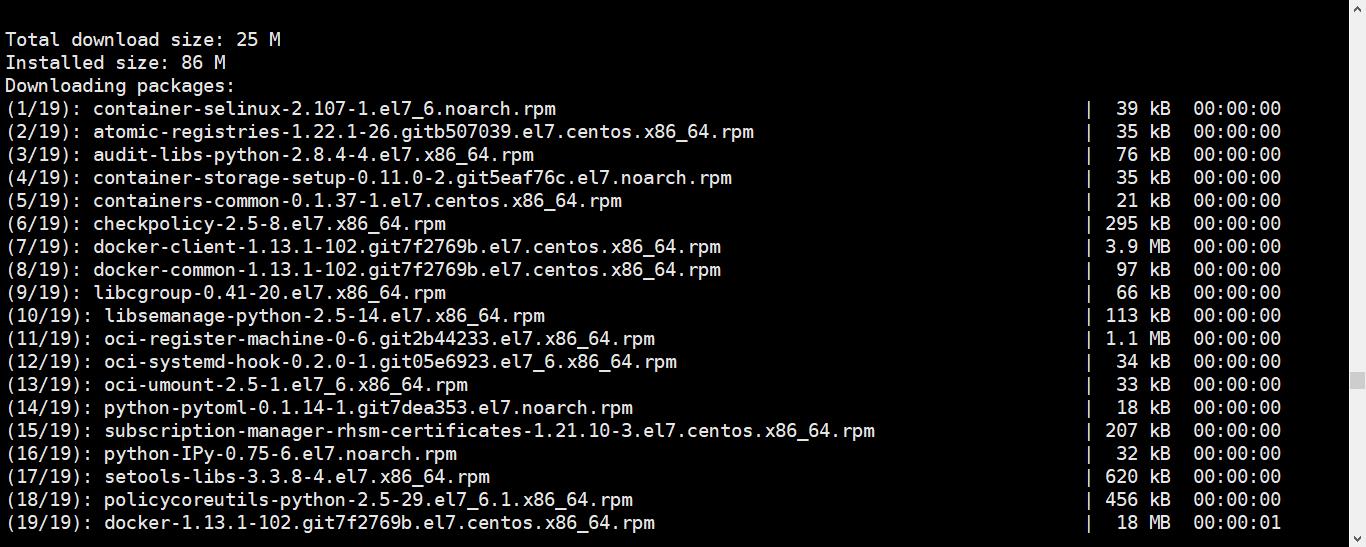 Total download size: 25 M
Installed size: 86 M
Downloading packages:
(1/19): container-selinux-2.107-1.el7_6.noarch.rpm | 39 kB 00:00:00
(2/19): atomic-registries-1.22.1-26.gitb507039.el7.centos.x86_64.rpm | 35 kB 00:00:00
(3/19): audit-libs-python-2.8.4-4.el7.x86_64.rpm | 76 kB 00:00:00
(4/19): container-storage-setup-0.11.0-2.git5eaf76c.el7.noarch.rpm | 35 kB 00:00:00
(5/19): containers-common-0.1.37-1.el7.centos.x86_64.rpm | 21 kB 00:00:00
(6/19): checkpolicy-2.5-8.el7.x86_64.rpm | 295 kB 00:00:00
(7/19): docker-client-1.13.1-102.git7f2769b.el7.centos.x86_64.rpm | 3.9 MB 00:00:00
(8/19): docker-common-1.13.1-102.git7f2769b.el7.centos.x86_64.rpm | 97 kB 00:00:00
(9/19): libcgroup-0.41-20.el7.x86_64.rpm | 66 kB 00:00:00
(10/19): libsemanage-python-2.5-14.el7.x86_64.rpm | 113 kB 00:00:00
(11/19): oci-register-machine-0-6.git2b44233.el7.x86_64.rpm | 1.1 MB 00:00:00
(12/19): oci-systemd-hook-0.2.0-1.git05e6923.el7_6.x86_64.rpm | 34 kB 00:00:00
(13/19): oci-umount-2.5-1.el7_6.x86_64.rpm | 33 kB 00:00:00
(14/19): python-pytoml-0.1.14-1.git7dea353.el7.noarch.rpm | 18 kB 00:00:00
(15/19): subscription-manager-rhsm-certificates-1.21.10-3.el7.centos.x86_64.rpm | 207 kB 00:00:00
(16/19): python-IPy-0.75-6.el7.noarch.rpm | 32 kB 00:00:00
(17/19): setools-libs-3.3.8-4.el7.x86_64.rpm | 620 kB 00:00:00
(18/19): policycoreutils-python-2.5-29.el7_6.1.x86_64.rpm | 456 kB 00:00:00
(19/19): docker-1.13.1-102.git7f2769b.el7.centos.x86_64.rpm | 18 MB 00:00:01